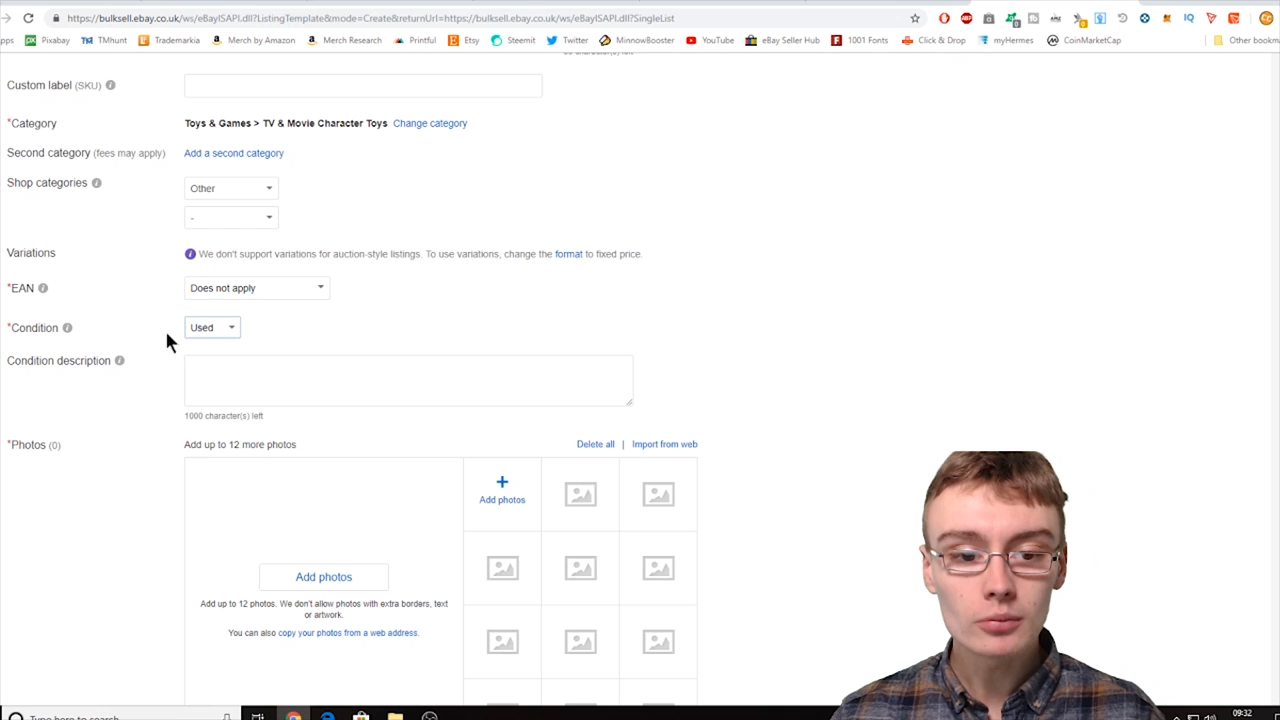 https://bulksell.ebay.co.uk/ws/eBayISAPI.dll?ListingTemplate&mode=Create&returnUrl=https://bulksell.ebay.co.uk/ws/eBayISAPI.dll?SingleList
Pixabay TMhunt Trademarkia Merch by Amazon Merch Research Printful Etsy Steemit Twitter MinnowBooster YouTube eBay Seller Hub 1001 Fonts Click & Drop myHermes CoinMarketCap Other bookm
Custom label (SKU)
*Category Toys & Games > TV & Movie Character Toys Change category
Second category (fees may apply) Add a second category
Shop categories Other
-
Variations We don't support variations for auction-style listings. To use variations, change the format to fixed price.
*EAN Does not apply
*Condition Used
Condition description
1000 character(s) left
*Photos (0) Add up to 12 more photos Delete all | Import from web
+
Add photos
Add photos
Add up to 12 photos. We don't allow photos with extra borders, text
or artwork.
You can also copy your photos from a web address.
Type here to search
09:32